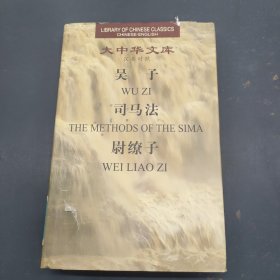 LIBRARY OF CHINESE CLASSICS
CHINESE-ENGLISH
大中华文库
汉英对照
吴子
WU ZI
司马法
THE METHODS OF THE SIMA
尉缭子
WEI LIAO ZI